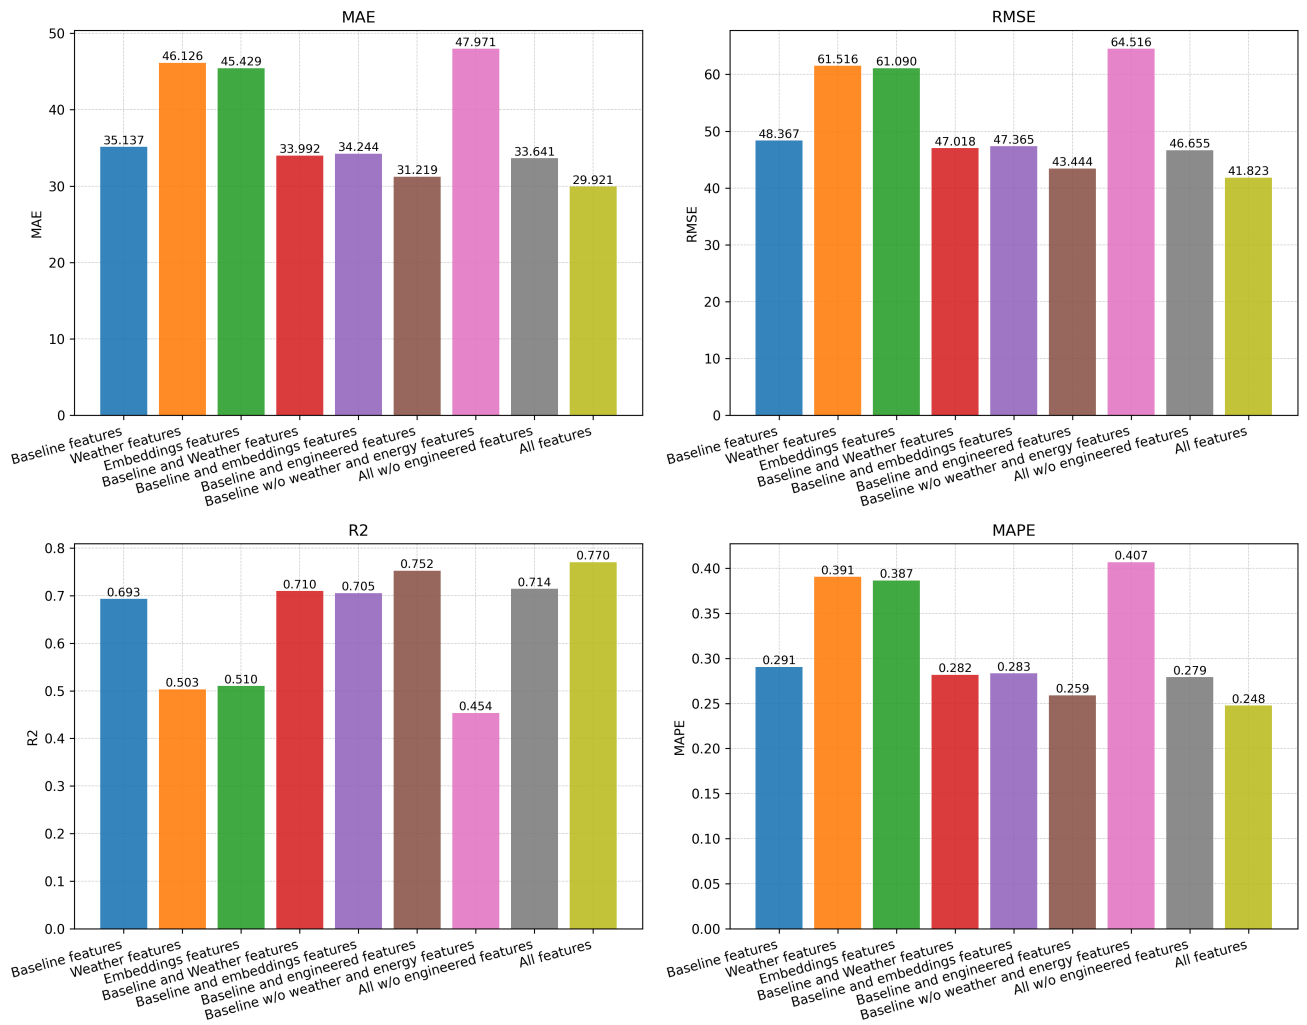 MAE
50
40
30
20
10
0
MAE
35.137
46.126
45.429
33.992
34.244
31.219
47.971
33.641
29.921
Baseline features
Weather features
Embeddings features
Baseline and Weather features
Baseline and embeddings features
Baseline and engineered features
Baseline w/o weather and energy features
All w/o engineered features
All features
RMSE
60
50
40
30
20
10
0
RMSE
48.367
61.516
61.090
47.018
47.365
43.444
64.516
46.655
41.823
Baseline features
Weather features
Embeddings features
Baseline and Weather features
Baseline and embeddings features
Baseline and engineered features
Baseline w/o weather and energy features
All w/o engineered features
All features
R2
0.8
0.7
0.6
0.5
0.4
0.3
0.2
0.1
0.0
R2
0.693
0.503
0.510
0.710
0.705
0.752
0.454
0.714
0.770
Baseline features
Weather features
Embeddings features
Baseline and Weather features
Baseline and embeddings features
Baseline and engineered features
Baseline w/o weather and energy features
All w/o engineered features
All features
MAPE
0.40
0.35
0.30
0.25
0.20
0.15
0.10
0.05
0.00
MAPE
0.291
0.391
0.387
0.282
0.283
0.259
0.407
0.279
0.248
Baseline features
Weather features
Embeddings features
Baseline and Weather features
Baseline and embeddings features
Baseline and engineered features
Baseline w/o weather and energy features
All w/o engineered features
All features